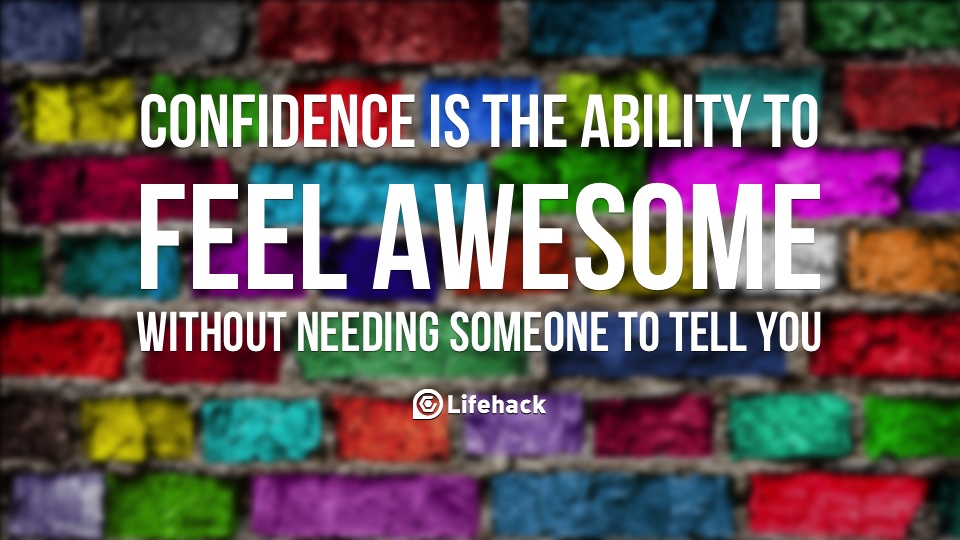 CONFIDENCE IS THE ABILITY TO
FEEL AWESOME
WITHOUT NEEDING SOMEONE TO TELL YOU
Lifehack